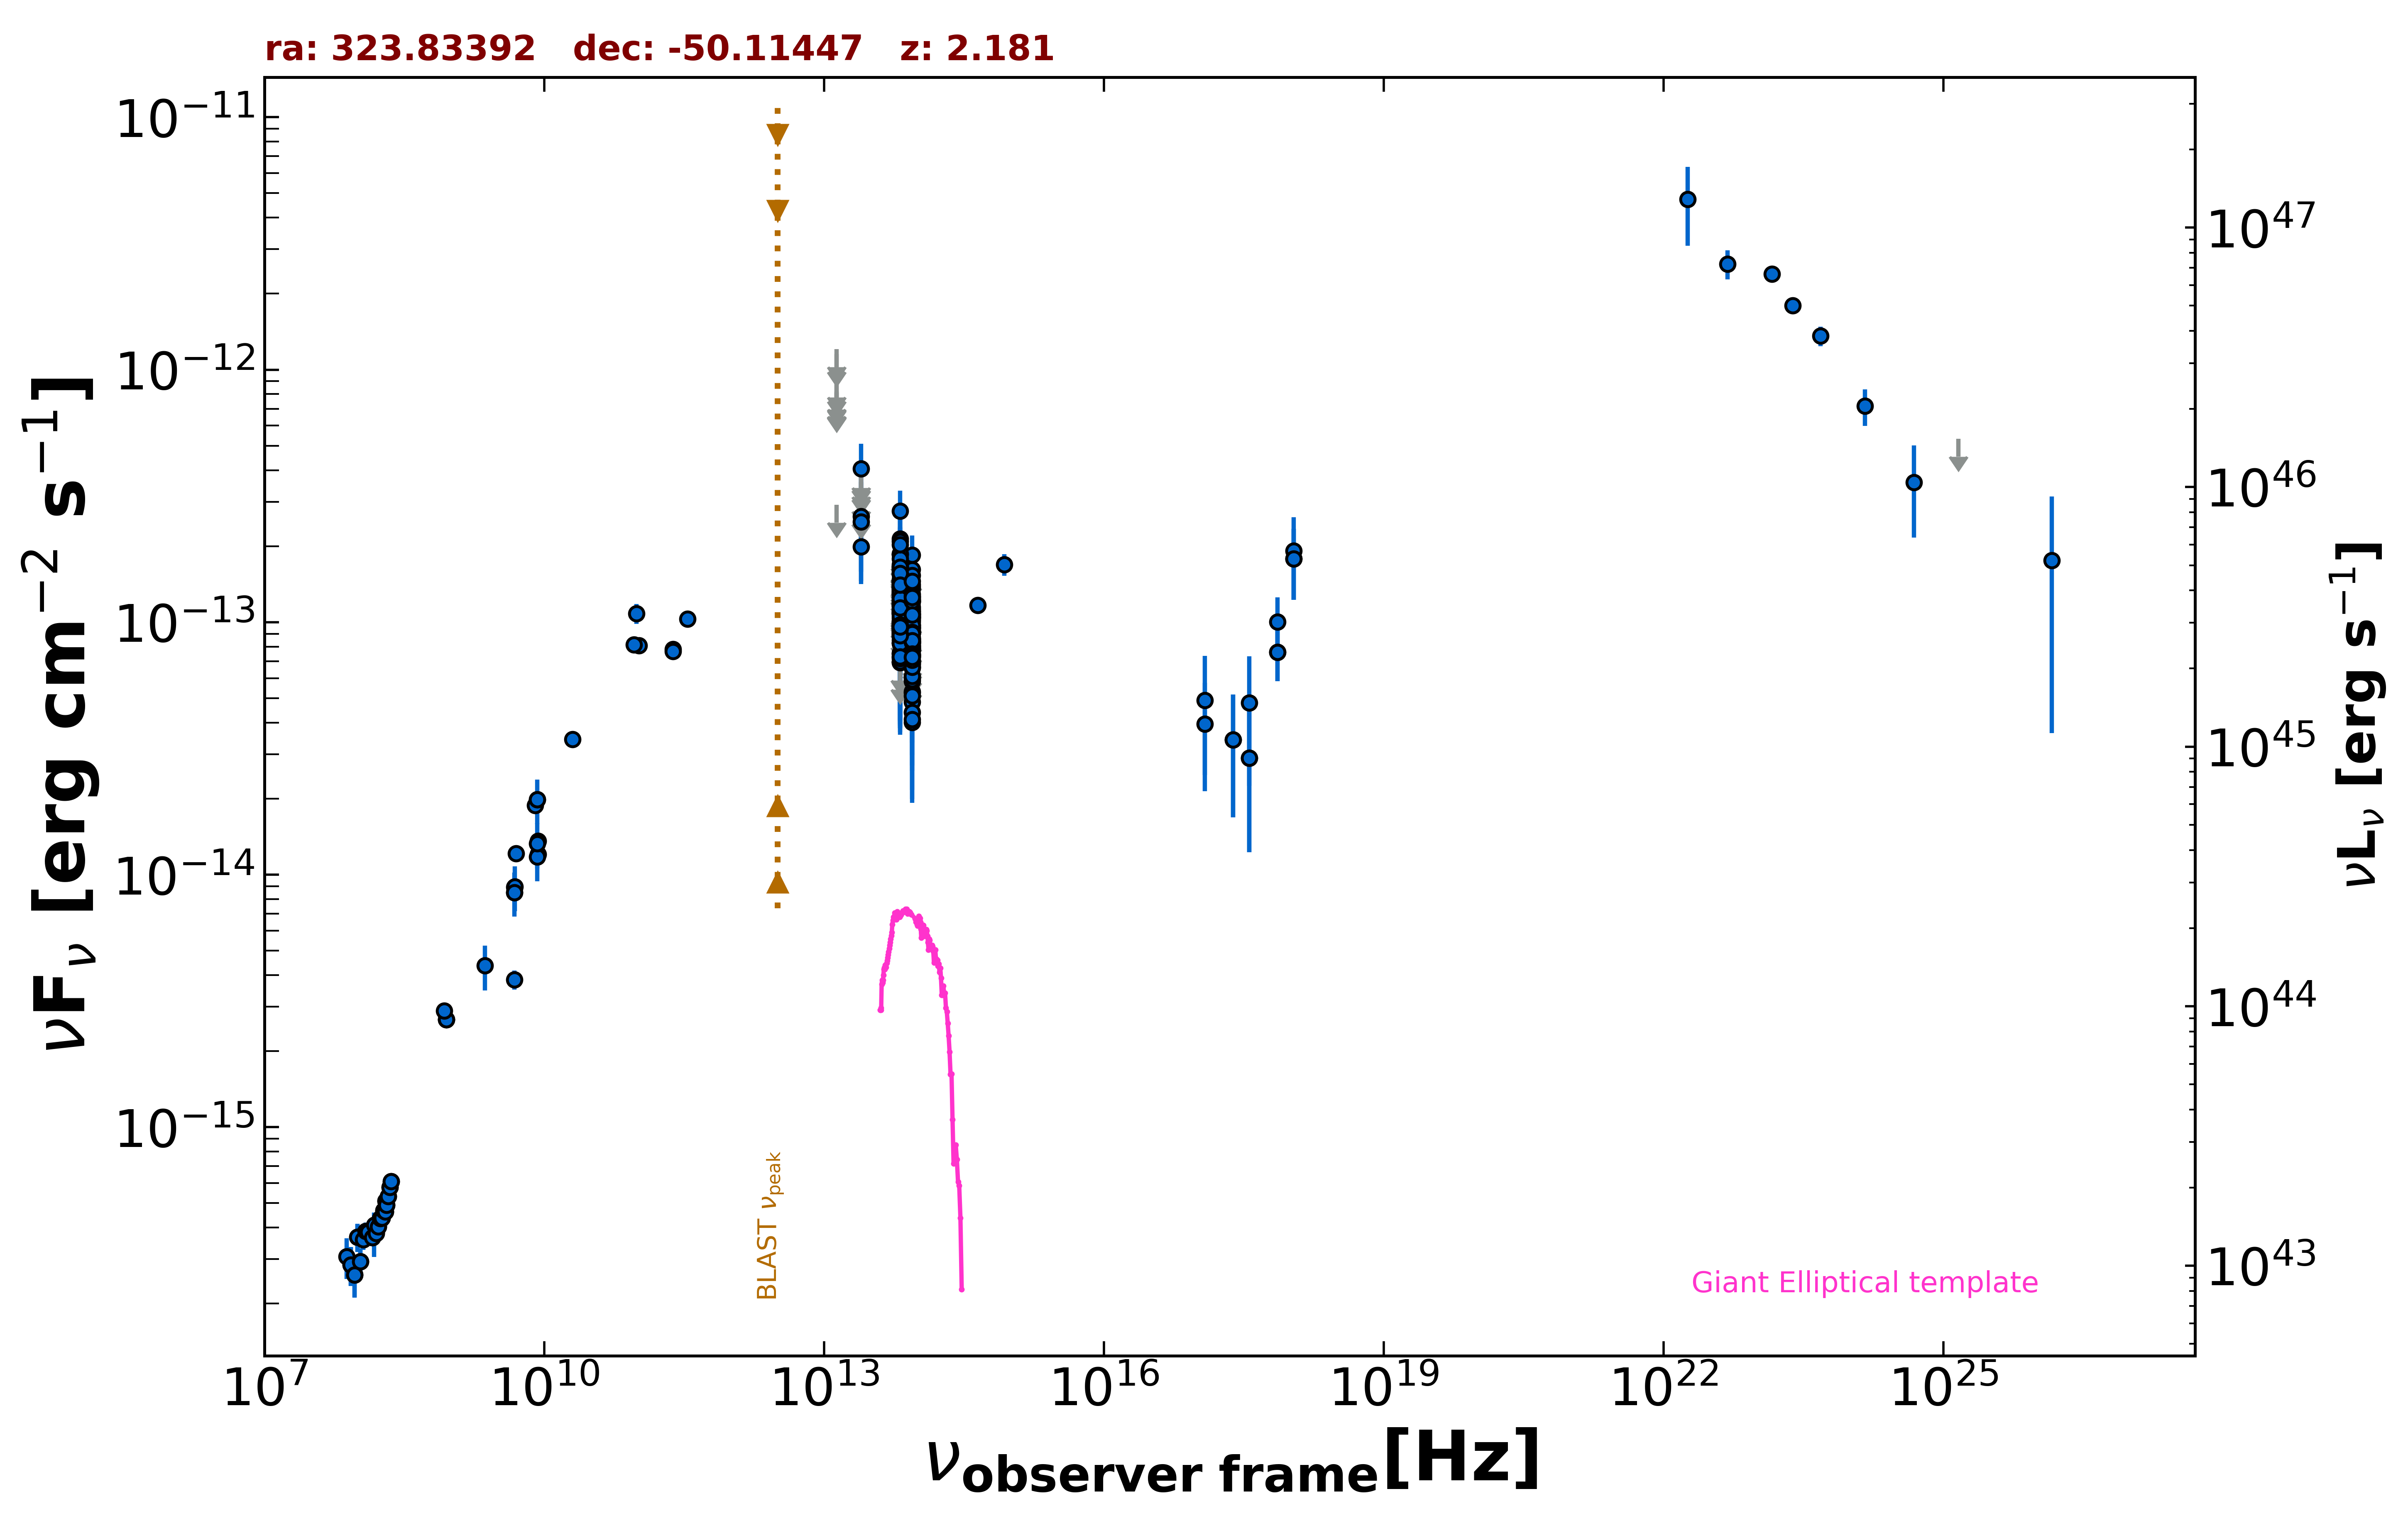 ra: 323.83392 dec: -50.11447 z: 2.181
10⁻¹¹
10⁻¹²
10⁻¹³
10⁻¹⁴
10⁻¹⁵
νF_ν [erg cm⁻² s⁻¹]
10⁴⁷
10⁴⁶
10⁴⁵
10⁴⁴
10⁴³
νL_ν [erg s⁻¹]
BLAST ν_peak
Giant Elliptical template
10⁷ 10¹⁰ 10¹³ 10¹⁶ 10¹⁹ 10²² 10²⁵
ν_observer frame [Hz]